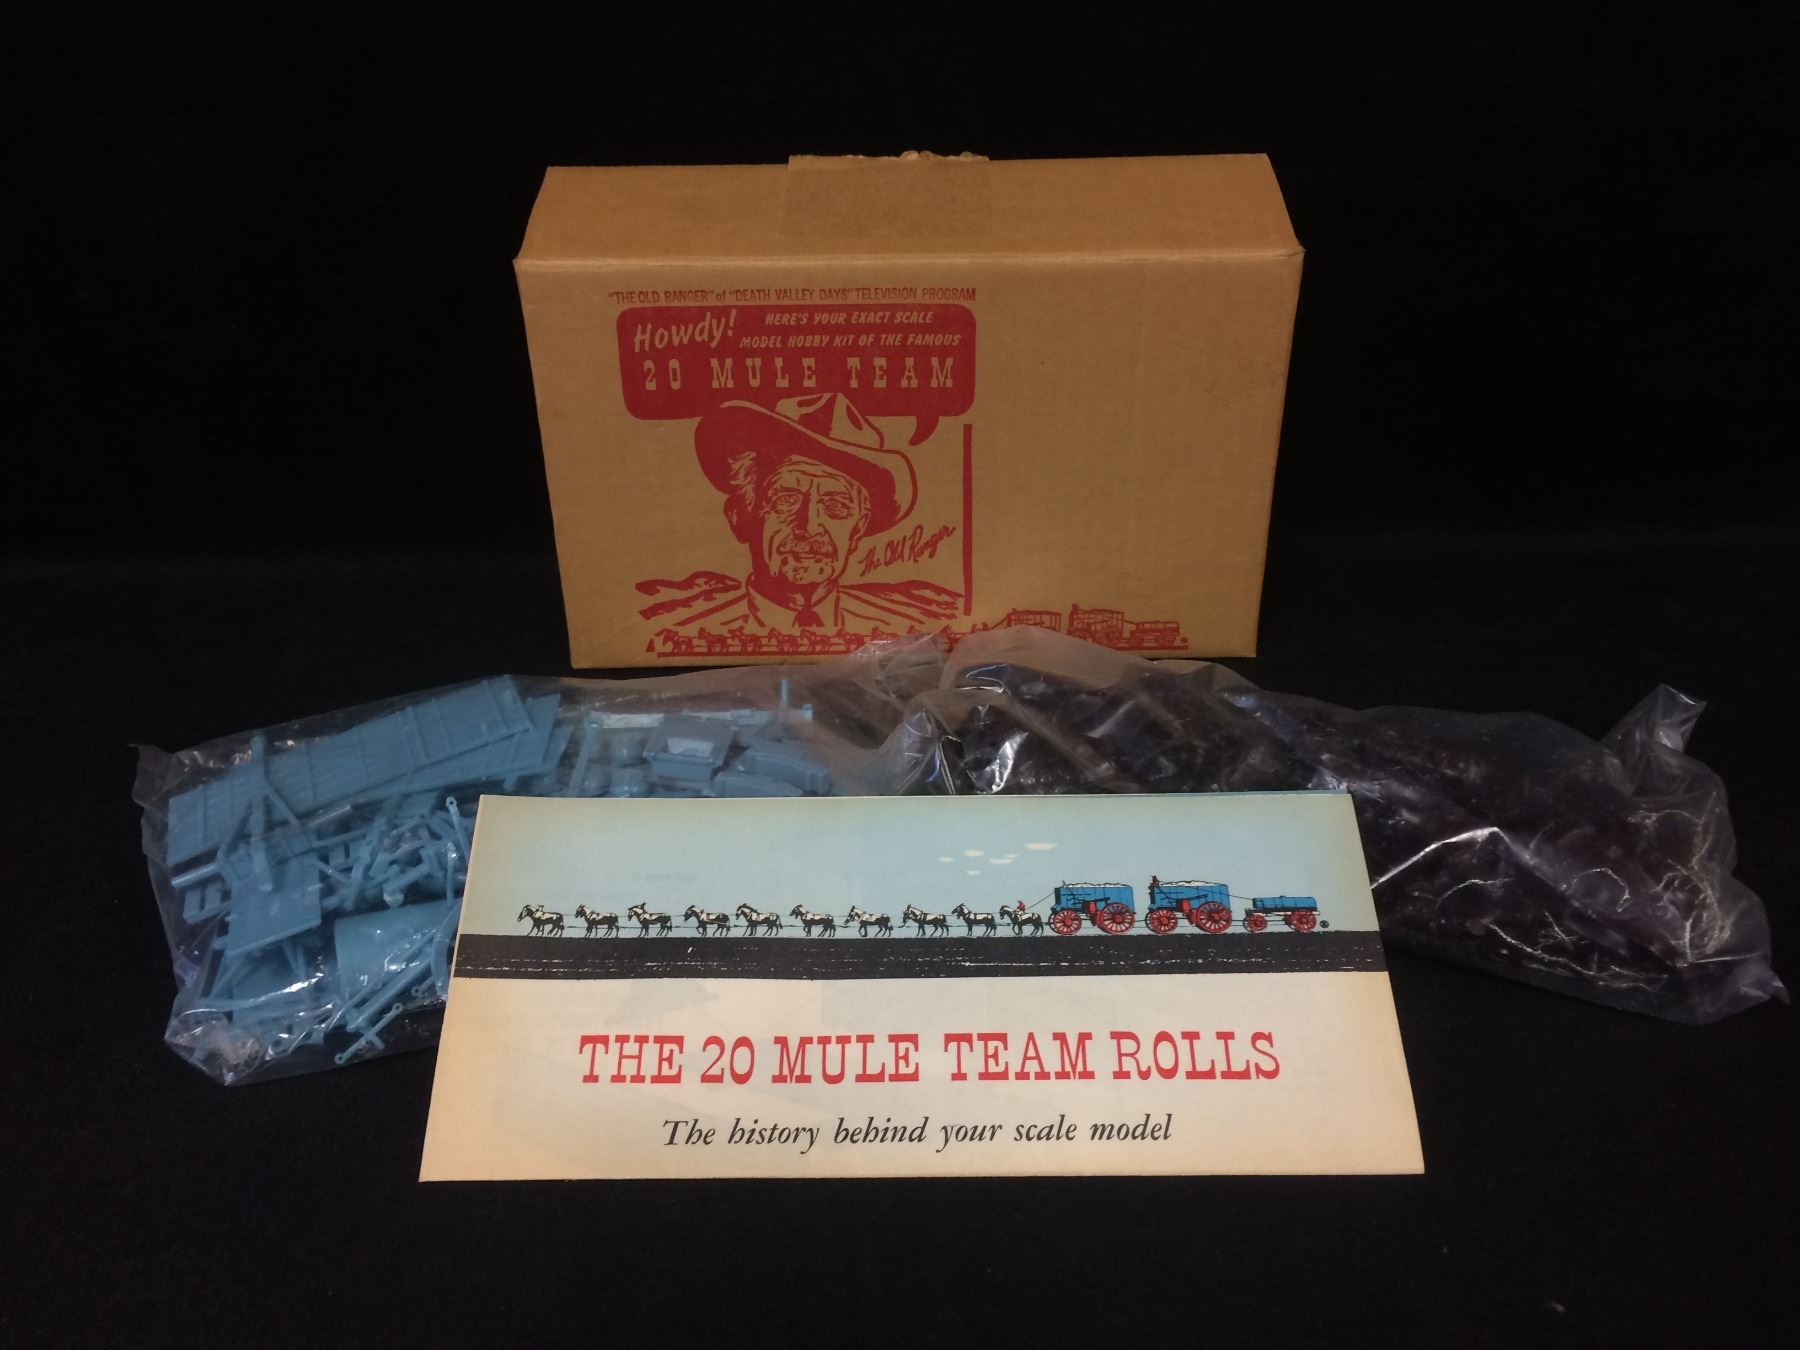 "THE OLD RANGER" of "DEATH VALLEY DAYS" TELEVISION PROGRAM
Howdy! HERE'S YOUR EXACT SCALE
MODEL HOBBY KIT OF THE FAMOUS
20 MULE TEAM
The Old Ranger
THE 20 MULE TEAM ROLLS
The history behind your scale model